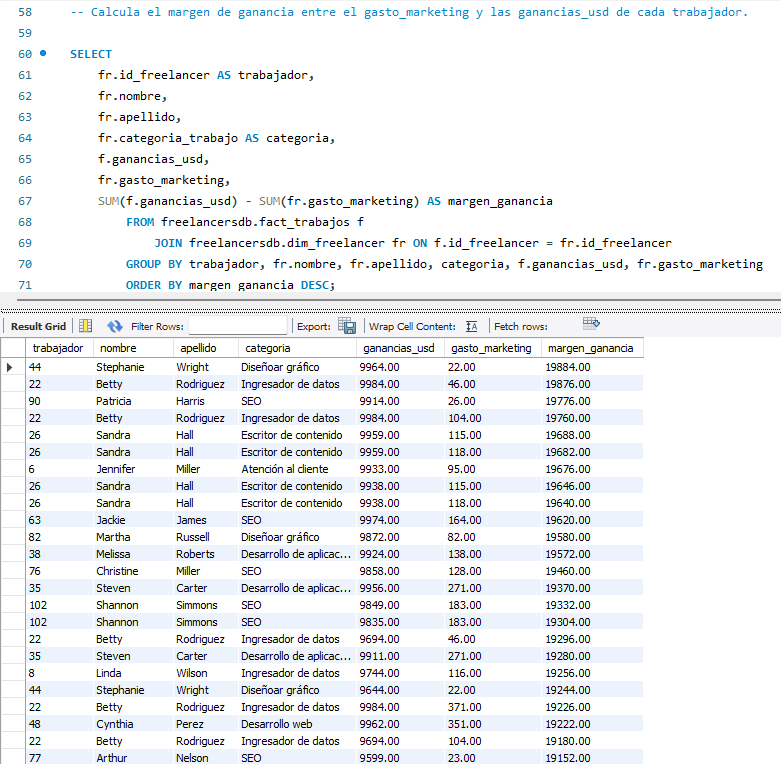 58 -- Calcula el margen de ganancia entre el gasto_marketing y las ganancias_usd de cada trabajador.
59
60 SELECT
61 fr.id_freelancer AS trabajador,
62 fr.nombre,
63 fr.apellido,
64 fr.categoria_trabajo AS categoria,
65 f.ganancias_usd,
66 fr.gasto_marketing,
67 SUM(f.ganancias_usd) - SUM(fr.gasto_marketing) AS margen_ganancia
68 FROM freelancersdb.fact_trabajos f
69 JOIN freelancersdb.dim_freelancer fr ON f.id_freelancer = fr.id_freelancer
70 GROUP BY trabajador, fr.nombre, fr.apellido, categoria, f.ganancias_usd, fr.gasto_marketing
71 ORDER BY margen_ganancia DESC;
Result Grid Filter Rows: Export: Wrap Cell Content: IA Fetch rows:
trabajador nombre apellido categoria ganancias_usd gasto_marketing margen_ganancia
44 Stephanie Wright Diseñoar gráfico 9964.00 22.00 19884.00
22 Betty Rodriguez Ingresador de datos 9984.00 46.00 19876.00
90 Patricia Harris SEO 9914.00 26.00 19776.00
22 Betty Rodriguez Ingresador de datos 9984.00 104.00 19760.00
26 Sandra Hall Escritor de contenido 9959.00 115.00 19688.00
26 Sandra Hall Escritor de contenido 9959.00 118.00 19682.00
6 Jennifer Miller Atención al cliente 9933.00 95.00 19676.00
26 Sandra Hall Escritor de contenido 9938.00 115.00 19646.00
26 Sandra Hall Escritor de contenido 9938.00 118.00 19640.00
63 Jackie James SEO 9974.00 164.00 19620.00
82 Martha Russell Diseñoar gráfico 9872.00 82.00 19580.00
38 Melissa Roberts Desarrollo de aplicac... 9924.00 138.00 19572.00
76 Christine Miller SEO 9858.00 128.00 19460.00
35 Steven Carter Desarrollo de aplicac... 9956.00 271.00 19370.00
102 Shannon Simmons SEO 9849.00 183.00 19332.00
102 Shannon Simmons SEO 9835.00 183.00 19304.00
22 Betty Rodriguez Ingresador de datos 9694.00 46.00 19296.00
35 Steven Carter Desarrollo de aplicac... 9911.00 271.00 19280.00
8 Linda Wilson Ingresador de datos 9744.00 116.00 19256.00
44 Stephanie Wright Diseñoar gráfico 9644.00 22.00 19244.00
22 Betty Rodriguez Ingresador de datos 9984.00 371.00 19226.00
48 Cynthia Perez Desarrollo web 9962.00 351.00 19222.00
22 Betty Rodriguez Ingresador de datos 9694.00 104.00 19180.00
77 Arthur Nelson SEO 9599.00 23.00 19152.00